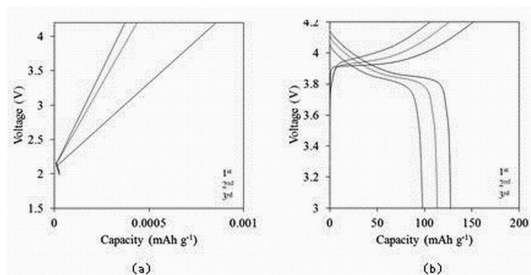 4
3.5
3
2.5
2
1.5
Voltage (V)
0
0.0005
0.001
Capacity (mAh g⁻¹)
1ˢᵗ
2ⁿᵈ
3ʳᵈ
(a)
4.2
4
3.8
3.6
3.4
3.2
3
Voltage (V)
0
50
100
150
200
Capacity (mAh g⁻¹)
1ˢᵗ
2ⁿᵈ
3ʳᵈ
(b)